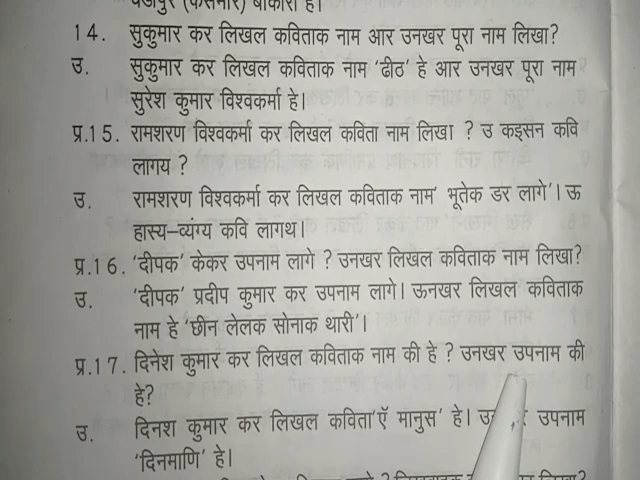 (कसमार) बोकारो हे।
14. सुकुमार कर लिखल कविताक नाम आर उनखर पूरा नाम लिखा?
उ. सुकुमार कर लिखल कविताक नाम 'ढीठ' हे आर उनखर पूरा नाम
सुरेश कुमार विश्वकर्मा हे।
प्र.15. रामशरण विश्वकर्मा कर लिखल कविता नाम लिखा ? उ कइसन कवि
लागय ?
उ. रामशरण विश्वकर्मा कर लिखल कविताक नाम' भूतेक डर लागे'। ऊ
हास्य-व्यंग्य कवि लागथ।
प्र.16. 'दीपक' केकर उपनाम लागे ? उनखर लिखल कविताक नाम लिखा?
उ. 'दीपक' प्रदीप कुमार कर उपनाम लागे। ऊनखर लिखल कविताक
नाम हे 'छीन लेलक सोनाक थारी'।
प्र.17. दिनेश कुमार कर लिखल कविताक नाम की हे ? उनखर उपनाम की
हे?
उ. दिनश कुमार कर लिखल कविता'ऍ मानुस' हे। उपनाम
'दिनमाणि' हे।